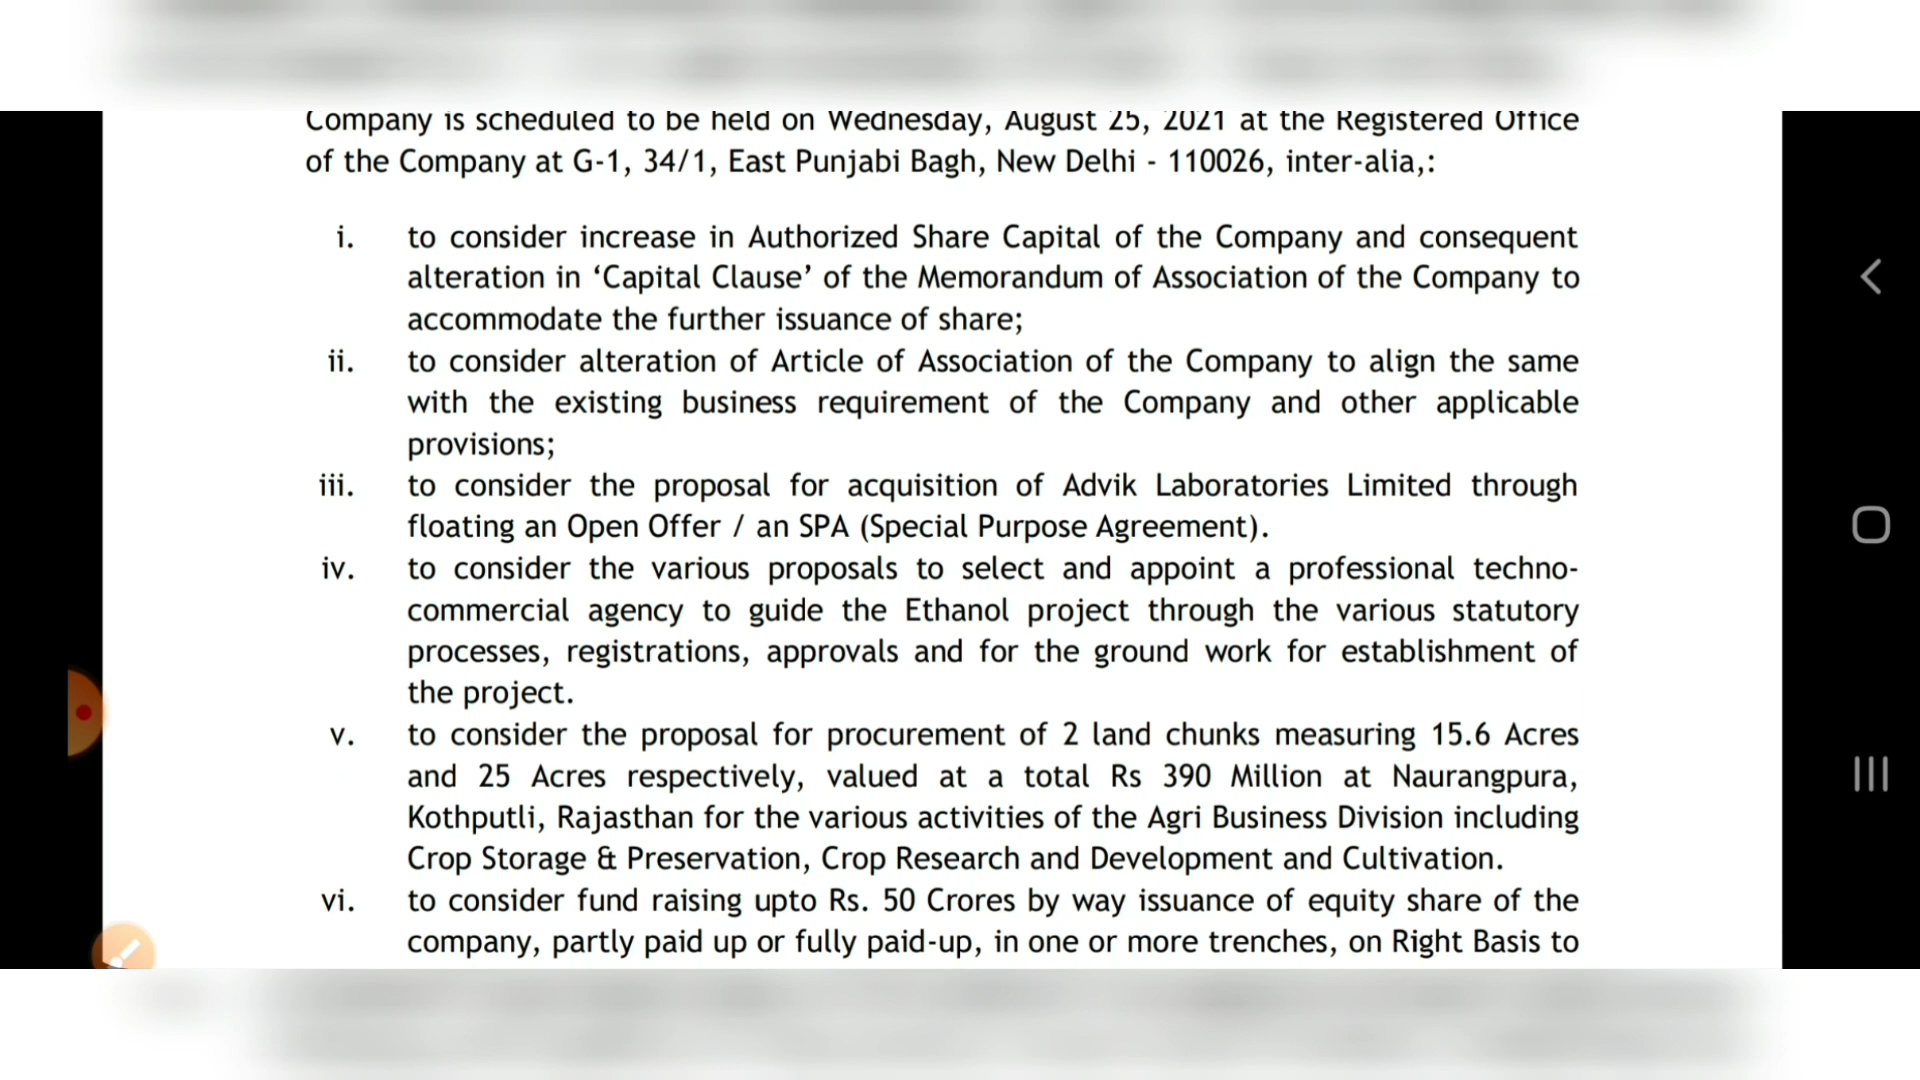 Company is scheduled to be held on Wednesday, August 25, 2021 at the Registered Office
of the Company at G-1, 34/1, East Punjabi Bagh, New Delhi - 110026, inter-alia,:
i. to consider increase in Authorized Share Capital of the Company and consequent
alteration in ‘Capital Clause’ of the Memorandum of Association of the Company to
accommodate the further issuance of share;
ii. to consider alteration of Article of Association of the Company to align the same
with the existing business requirement of the Company and other applicable
provisions;
iii. to consider the proposal for acquisition of Advik Laboratories Limited through
floating an Open Offer / an SPA (Special Purpose Agreement).
iv. to consider the various proposals to select and appoint a professional techno-
commercial agency to guide the Ethanol project through the various statutory
processes, registrations, approvals and for the ground work for establishment of
the project.
v. to consider the proposal for procurement of 2 land chunks measuring 15.6 Acres
and 25 Acres respectively, valued at a total Rs 390 Million at Naurangpura,
Kothputli, Rajasthan for the various activities of the Agri Business Division including
Crop Storage & Preservation, Crop Research and Development and Cultivation.
vi. to consider fund raising upto Rs. 50 Crores by way issuance of equity share of the
company, partly paid up or fully paid-up, in one or more trenches, on Right Basis to